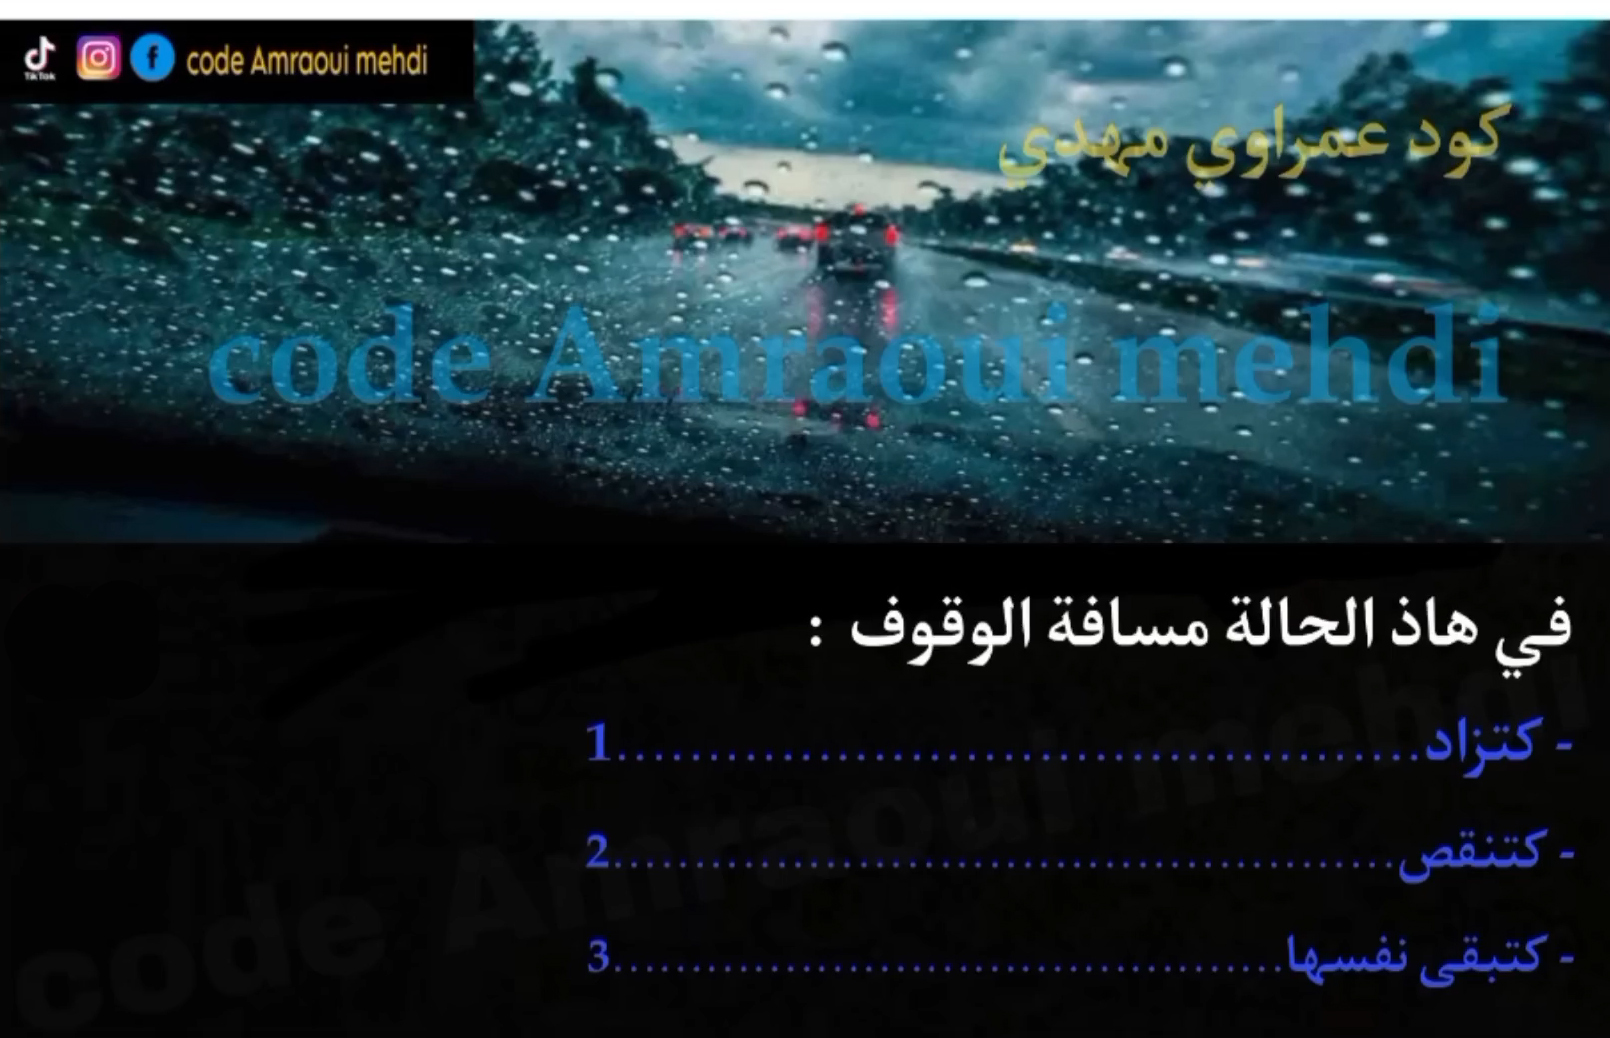 TikTok code Amraoui mehdi
كود عمراوي مهدي
code Amraoui mehdi
في هاذ الحالة مسافة الوقوف :
- كتزاد.............................................1
- كتنقص.............................................2
- كتبقى نفسها.......................................3
code Amraoui mehdi